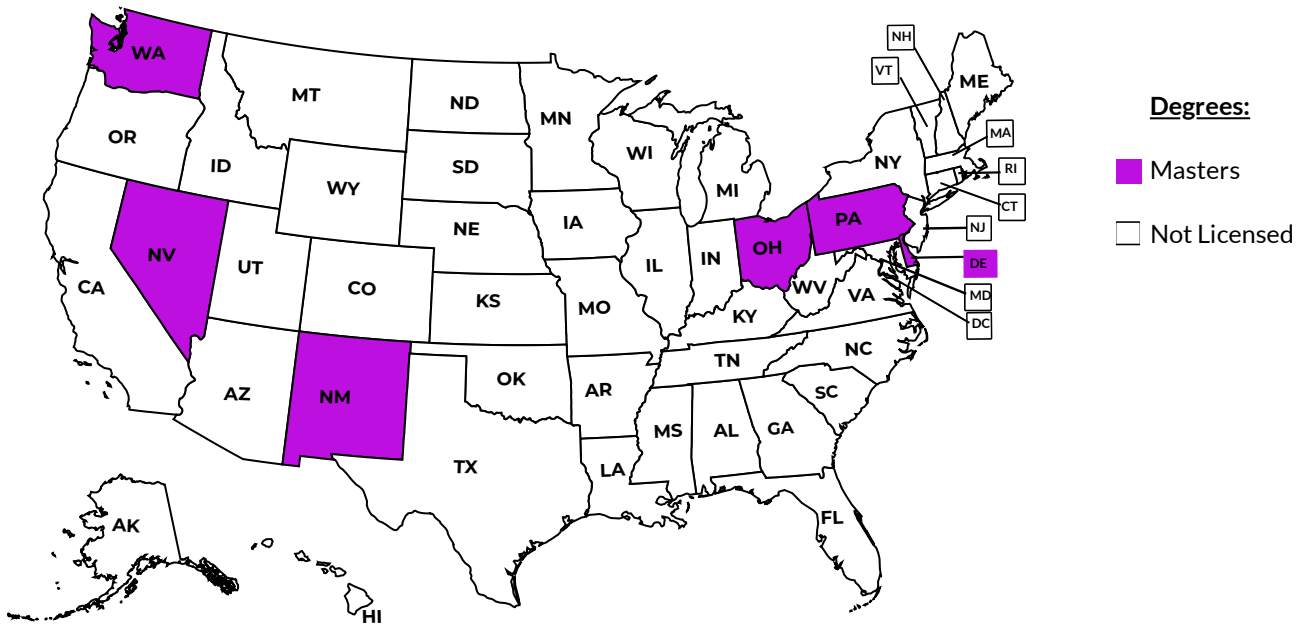 WA
MT
ND
MN
OR
ID
SD
WI
WY
MI
NY
ME
NH
VT
MA
RI
CT
NJ
DE
MD
DC
NV
UT
CA
CO
NE
IA
IL
IN
OH
PA
KS
MO
KY
WV
VA
TN
NC
SC
AZ
NM
OK
AR
MS
AL
GA
TX
LA
FL
AK
HI
Degrees:
Masters
Not Licensed